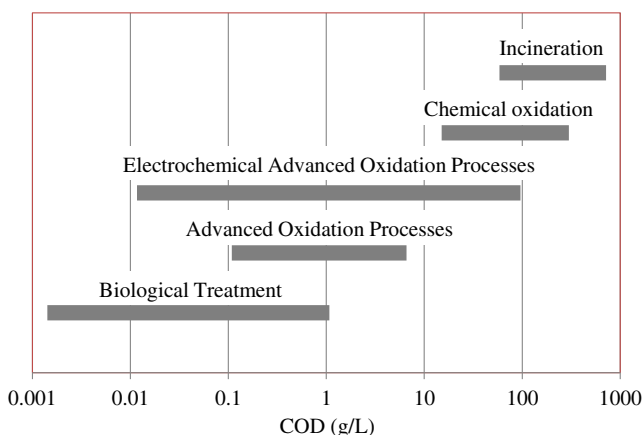 Incineration
Chemical oxidation
Electrochemical Advanced Oxidation Processes
Advanced Oxidation Processes
Biological Treatment
0.001 0.01 0.1 1 10 100 1000
COD (g/L)